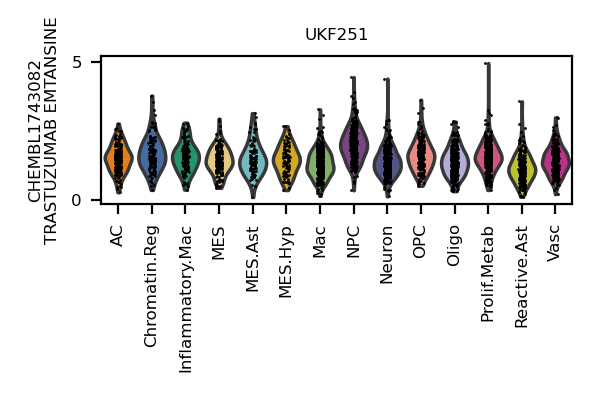 UKF251
CHEMBL1743082
TRASTUZUMAB EMTANSINE
5
0
AC
Chromatin.Reg
Inflammatory.Mac
MES
MES.Ast
MES.Hyp
Mac
NPC
Neuron
OPC
Oligo
Prolif.Metab
Reactive.Ast
Vasc